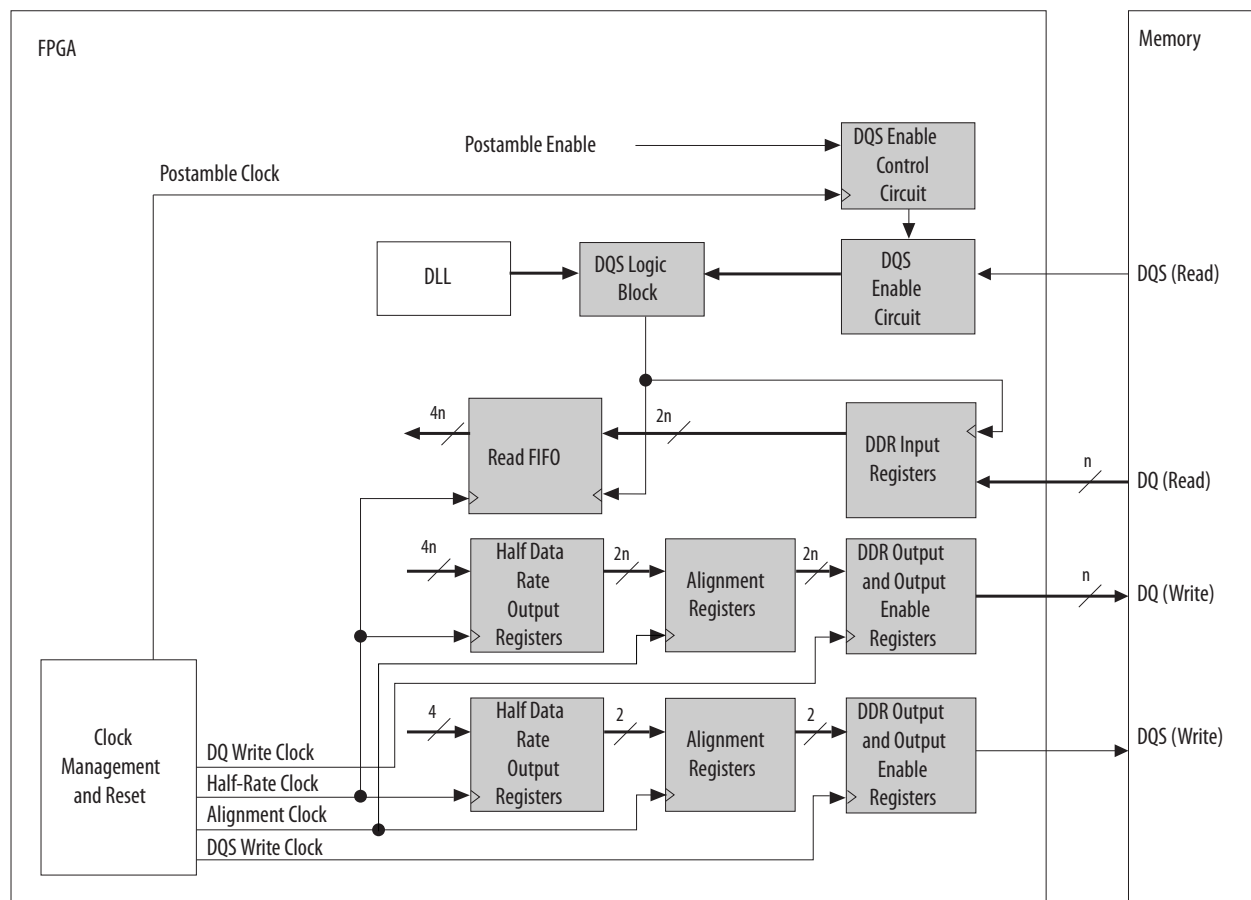 FPGA
Memory
Postamble Enable
DQS Enable
Control
Circuit
Postamble Clock
DLL
DQS Logic
Block
DQS
Enable
Circuit
DQS (Read)
4n
Read FIFO
2n
DDR Input
Registers
n
DQ (Read)
4n
Half Data
Rate
Output
Registers
2n
Alignment
Registers
2n
DDR Output
and Output
Enable
Registers
n
DQ (Write)
Clock
Management
and Reset
DQ Write Clock
Half-Rate Clock
Alignment Clock
DQS Write Clock
4
Half Data
Rate
Output
Registers
2
Alignment
Registers
2
DDR Output
and Output
Enable
Registers
DQS (Write)